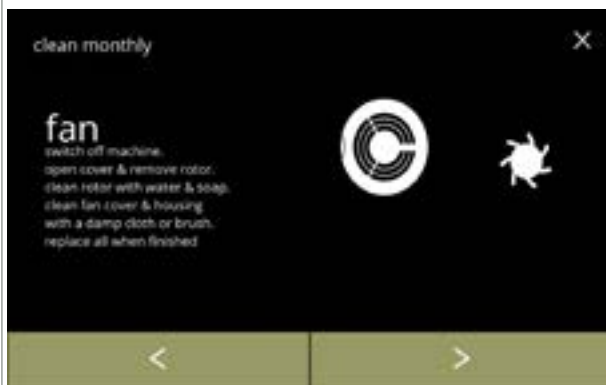 clean monthly
fan
switch off machine.
open cover & remove rotor.
clean rotor with water & soap.
clean fan cover & housing
with a damp cloth or brush.
replace all when finished